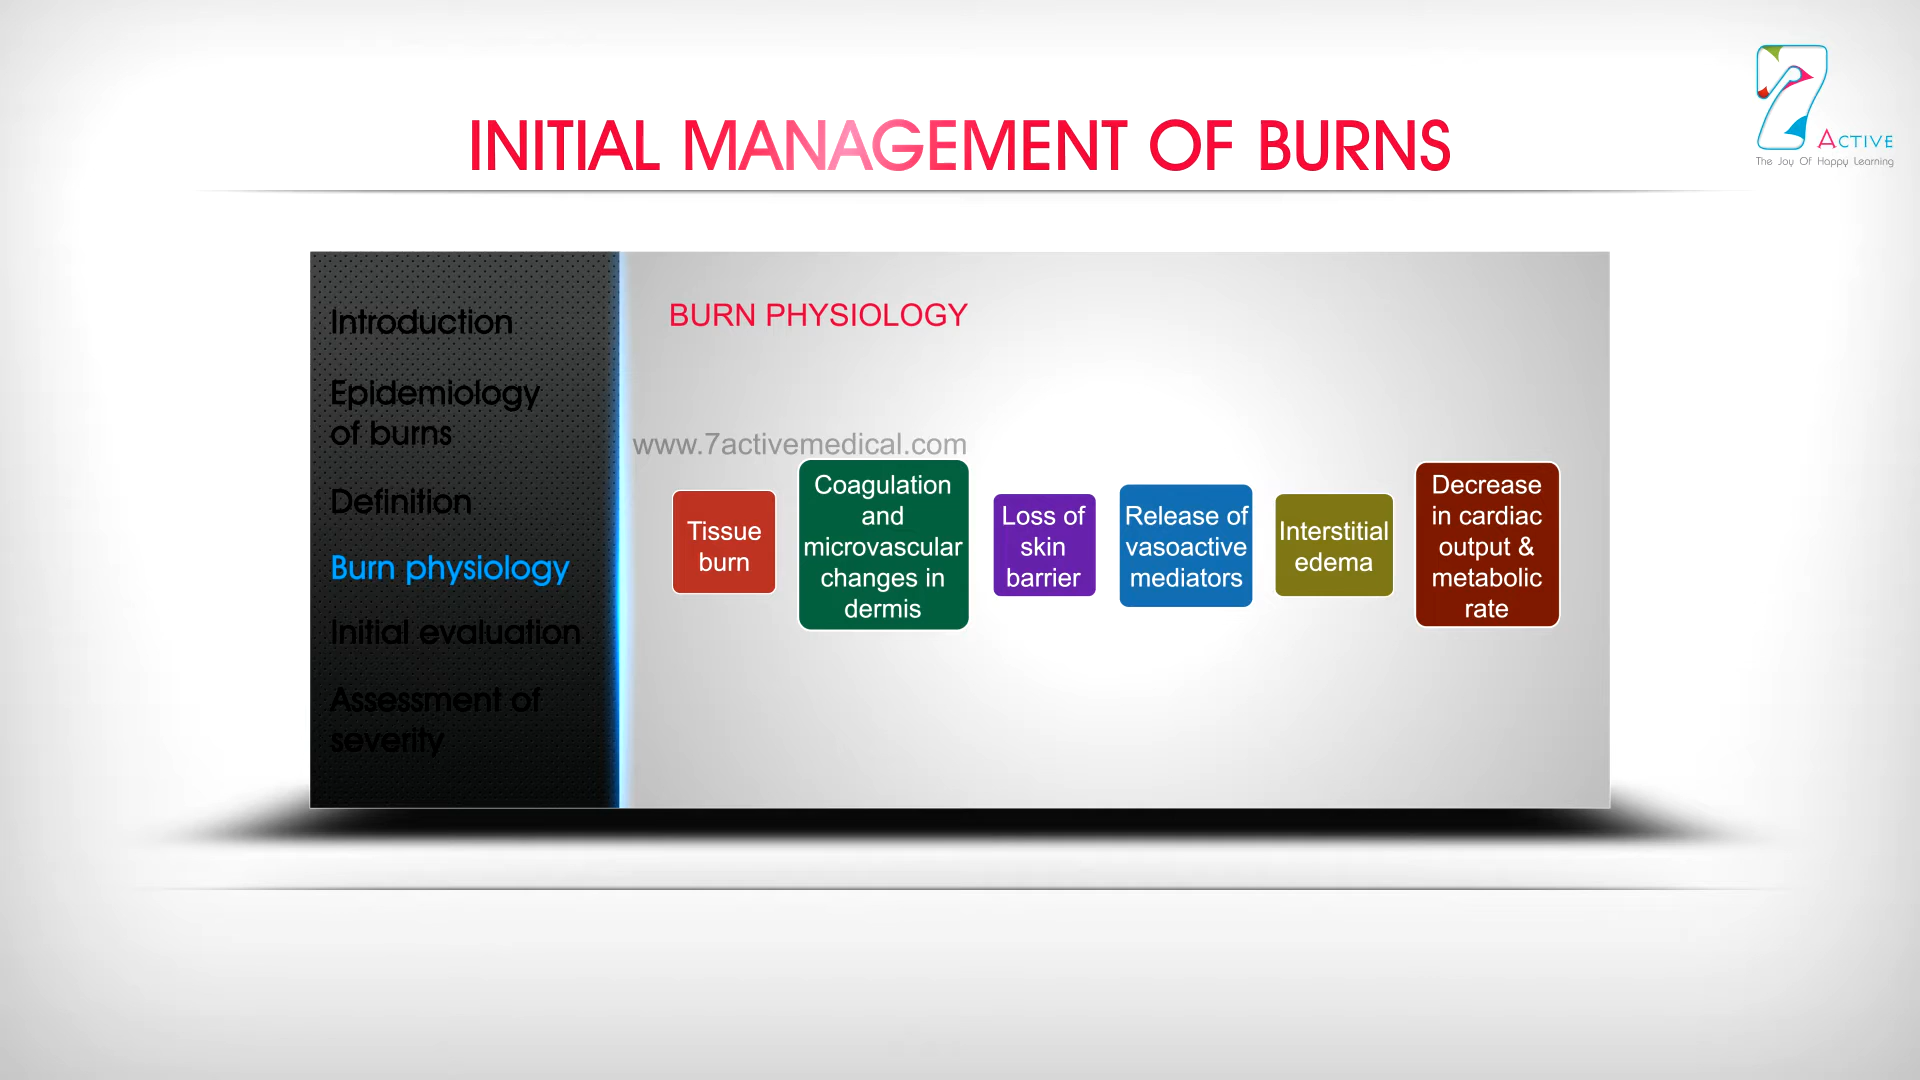 INITIAL MANAGEMENT OF BURNS
7 ACTIVE
The Joy Of Happy Learning
Introduction
Epidemiology
of burns
Definition
Burn physiology
Initial evaluation
Assessment of
severity
BURN PHYSIOLOGY
www.7activemedical.com
Tissue
burn
Coagulation
and
microvascular
changes in
dermis
Loss of
skin
barrier
Release of
vasoactive
mediators
Interstitial
edema
Decrease
in cardiac
output &
metabolic
rate